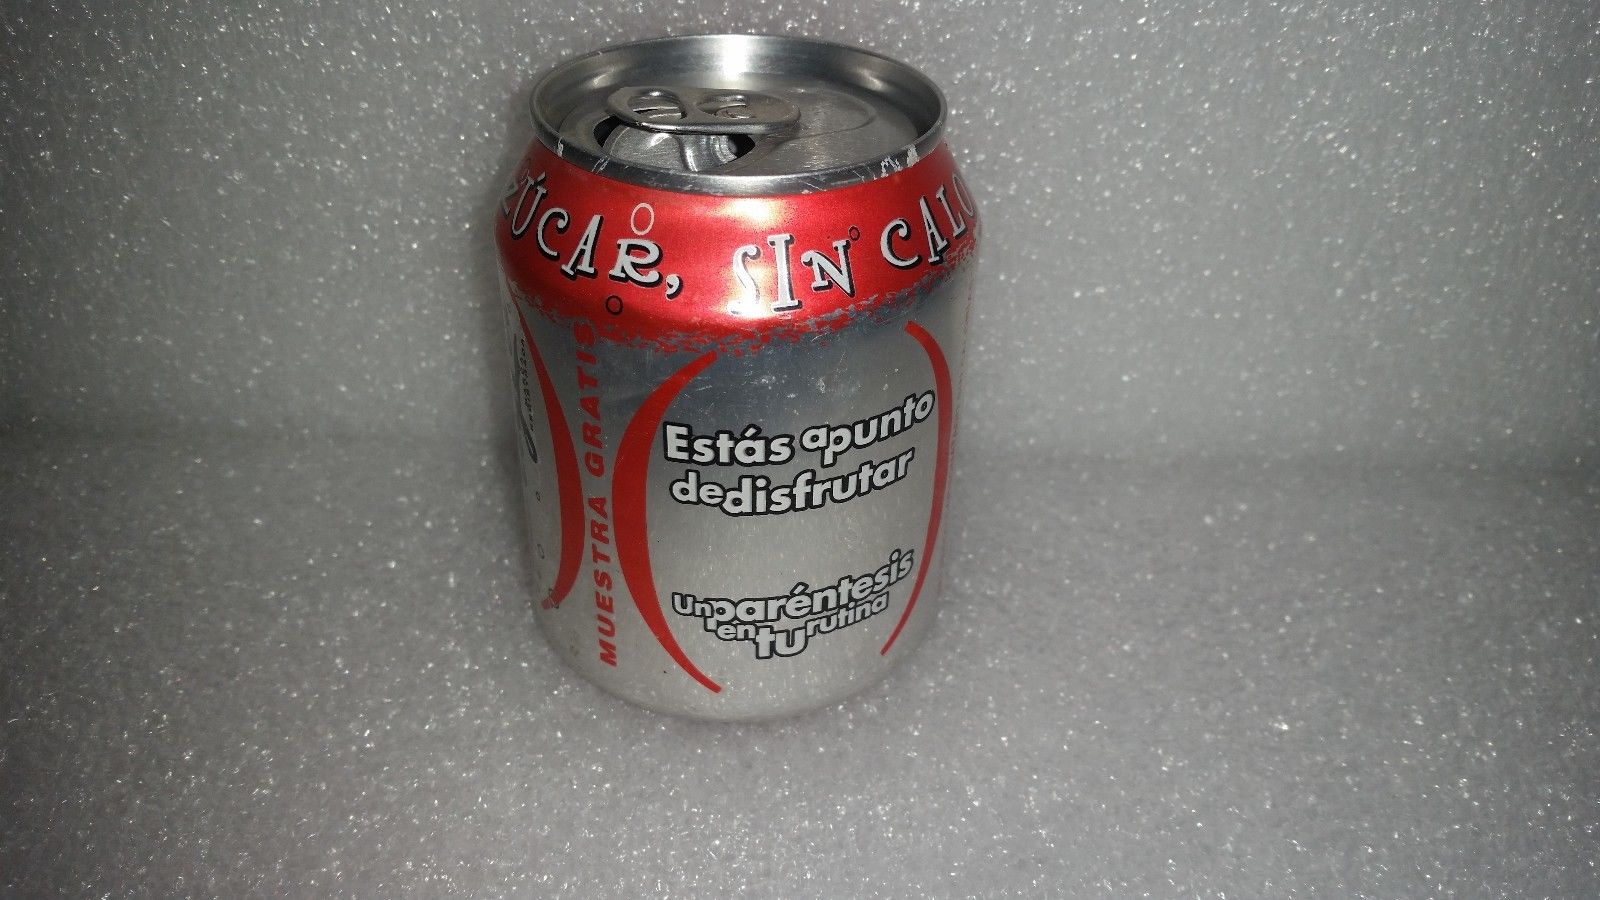 ZÚCAR, SIN CALO
MUESTRA GRATIS
Estás apunto
dedisfrutar
Un paréntesis
en tu rutina